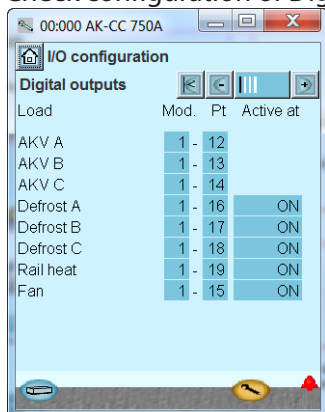 00:000 AK-CC 750A
I/O configuration
Digital outputs
Load Mod. Pt Active at
AKV A 1 - 12
AKV B 1 - 13
AKV C 1 - 14
Defrost A 1 - 16 ON
Defrost B 1 - 17 ON
Defrost C 1 - 18 ON
Rail heat 1 - 19 ON
Fan 1 - 15 ON